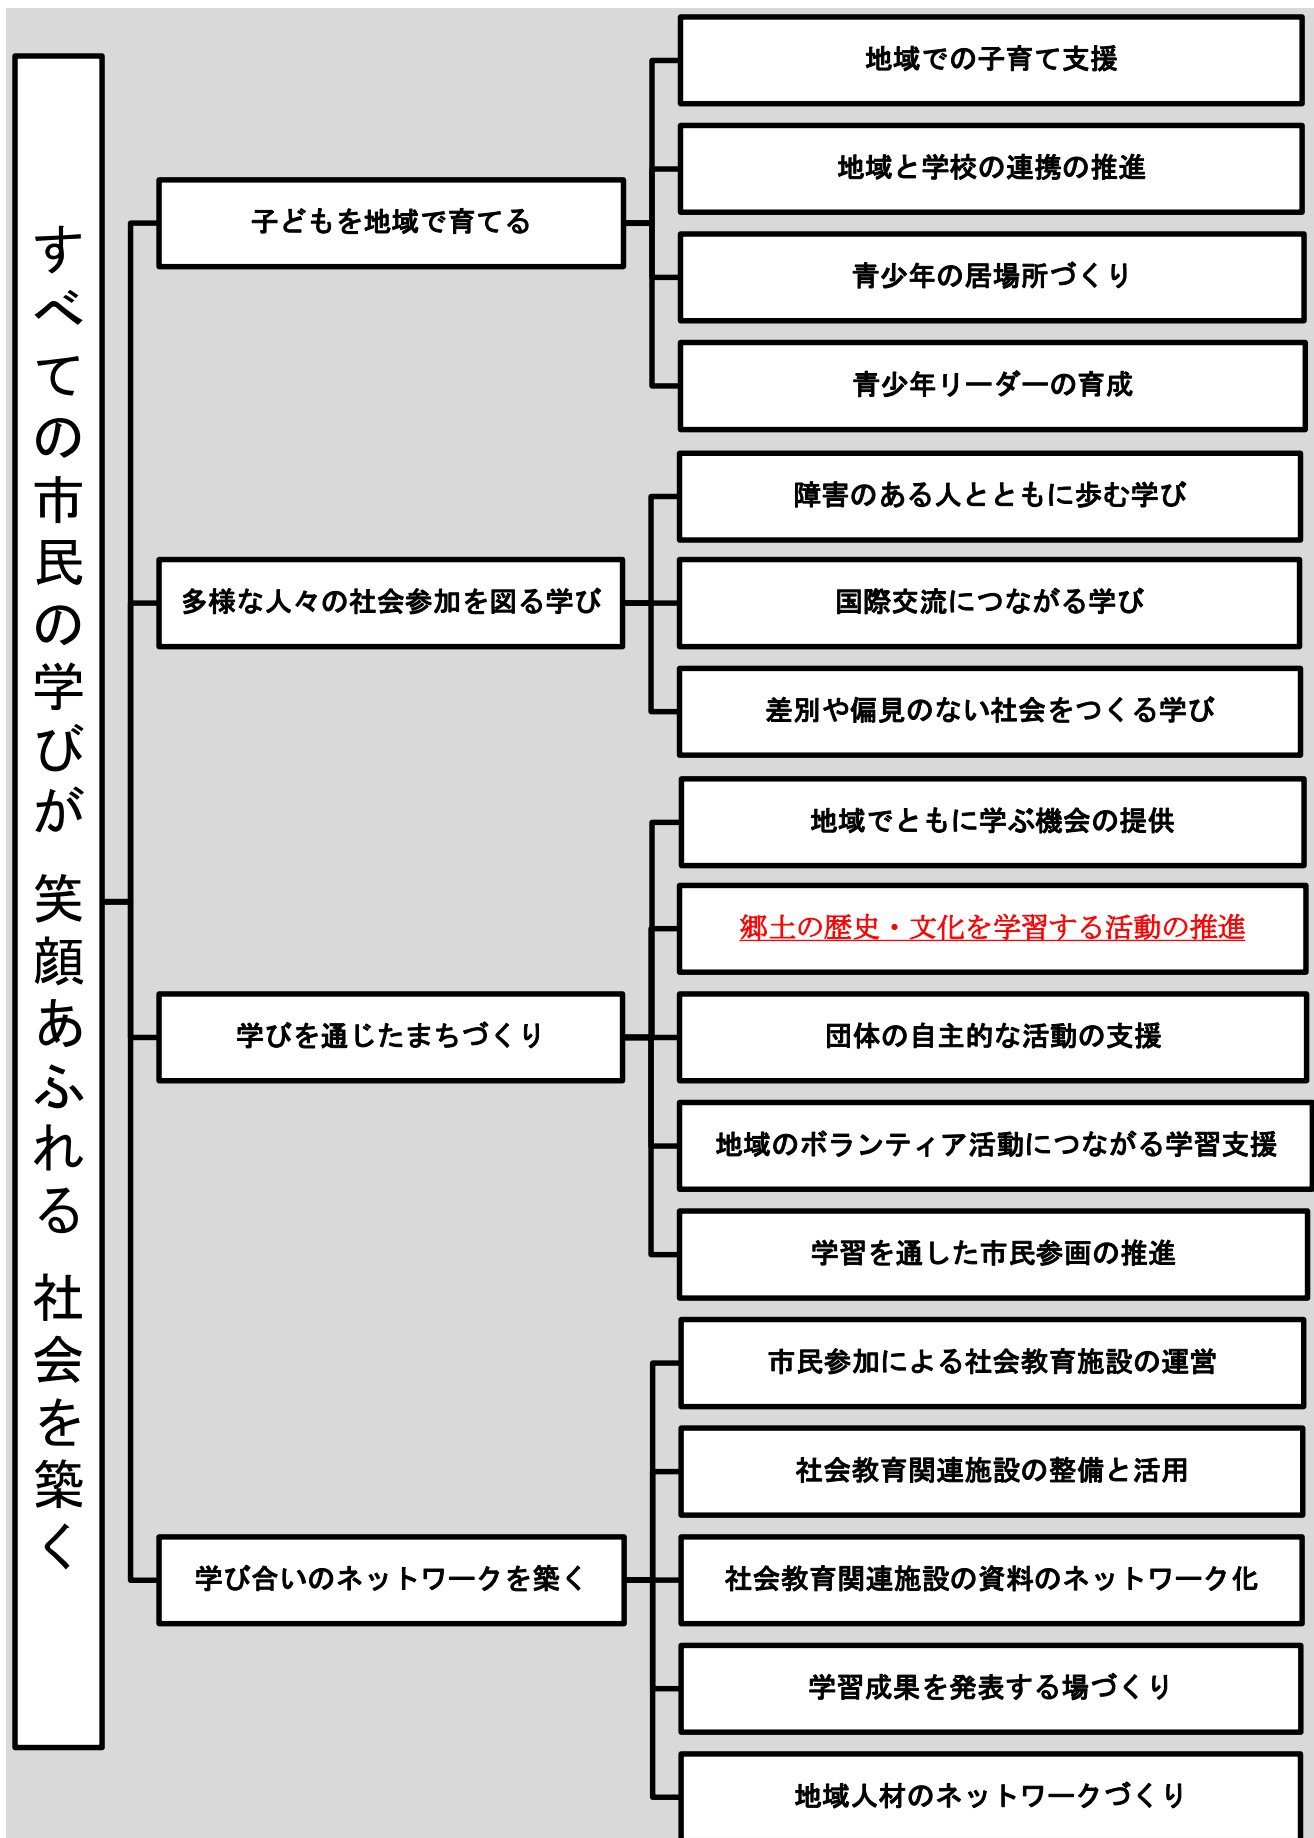 すべての市民の学びが 笑顔あふれる 社会を築く
子どもを地域で育てる
地域での子育て支援
地域と学校の連携の推進
青少年の居場所づくり
青少年リーダーの育成
多様な人々の社会参加を図る学び
障害のある人とともに歩む学び
国際交流につながる学び
差別や偏見のない社会をつくる学び
学びを通じたまちづくり
地域でともに学ぶ機会の提供
郷土の歴史・文化を学習する活動の推進
団体の自主的な活動の支援
地域のボランティア活動につながる学習支援
学習を通した市民参画の推進
学び合いのネットワークを築く
市民参加による社会教育施設の運営
社会教育関連施設の整備と活用
社会教育関連施設の資料のネットワーク化
学習成果を発表する場づくり
地域人材のネットワークづくり